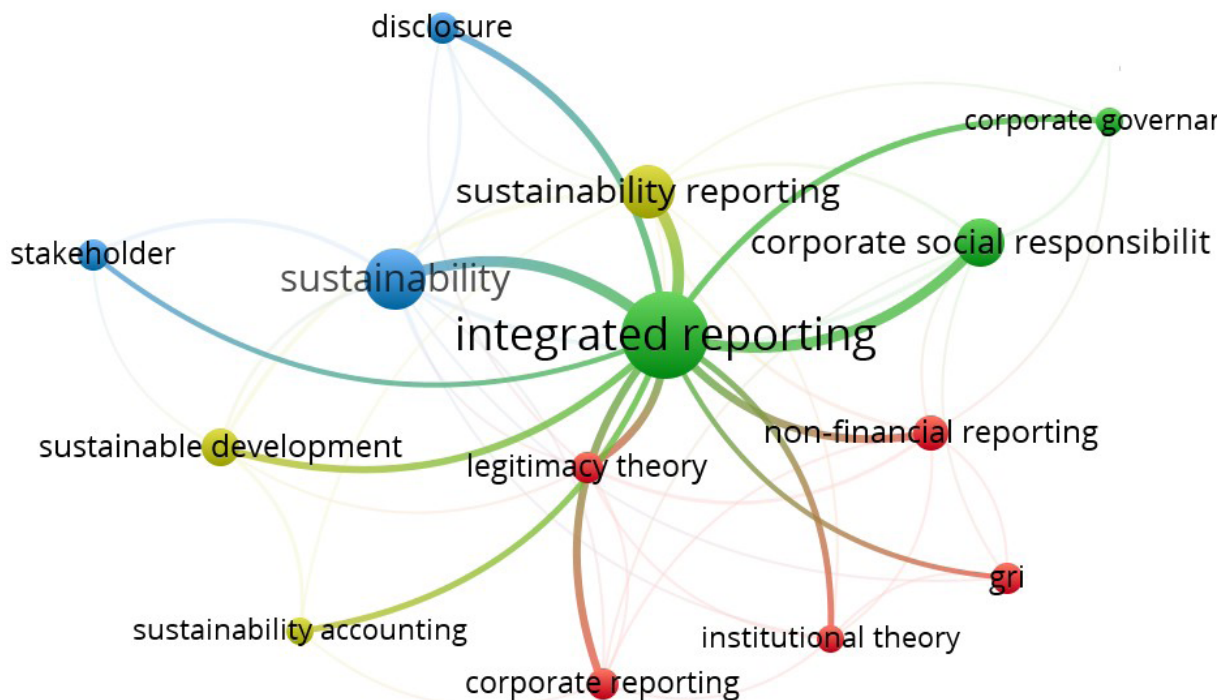 disclosure
corporate governar
sustainability reporting
corporate social responsibilit
stakeholder
sustainability
integrated reporting
sustainable development
non-financial reporting
legitimacy theory
gri
sustainability accounting
institutional theory
corporate reporting